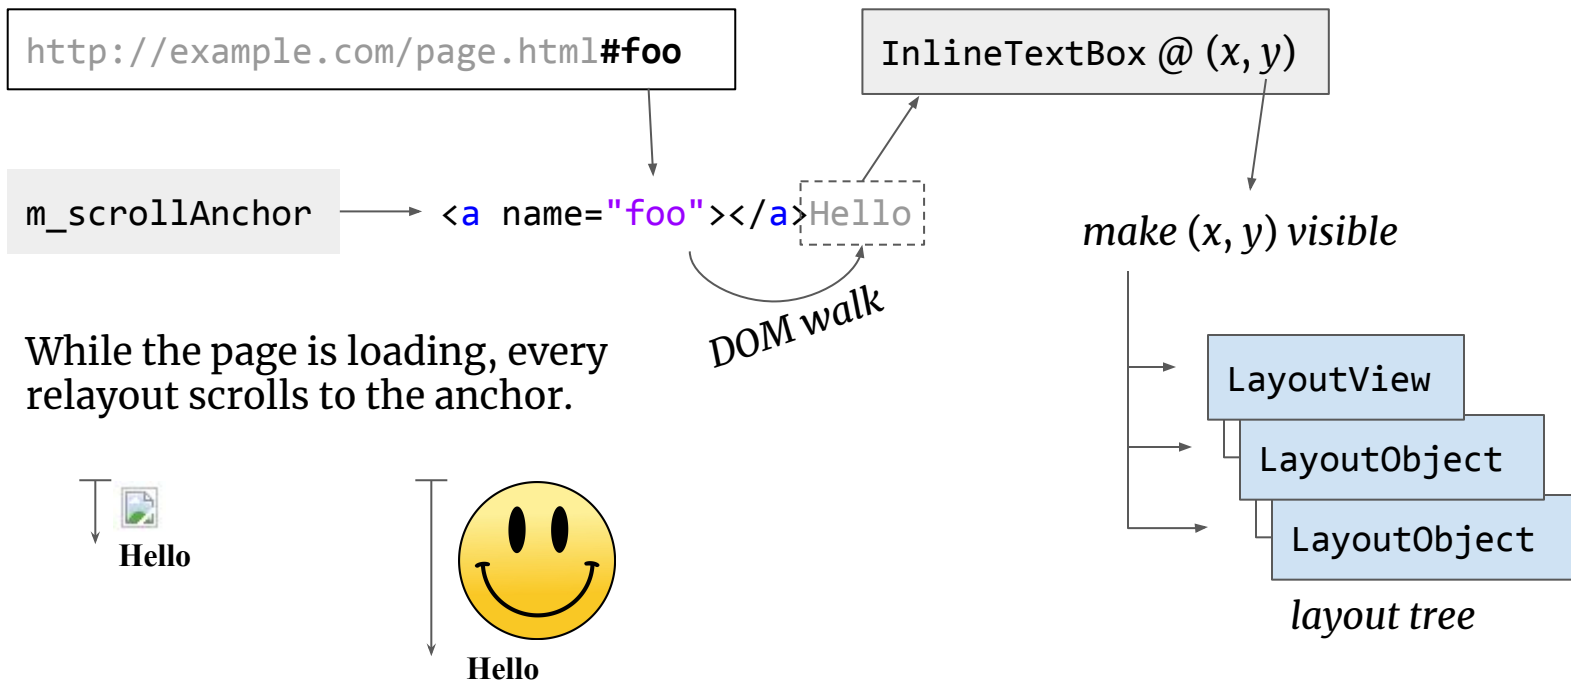 http://example.com/page.html#foo
InlineTextBox @ (x, y)
m_scrollAnchor
<a name="foo"></a>Hello
make (x, y) visible
DOM walk
While the page is loading, every
relayout scrolls to the anchor.
LayoutView
LayoutObject
LayoutObject
layout tree
Hello
Hello